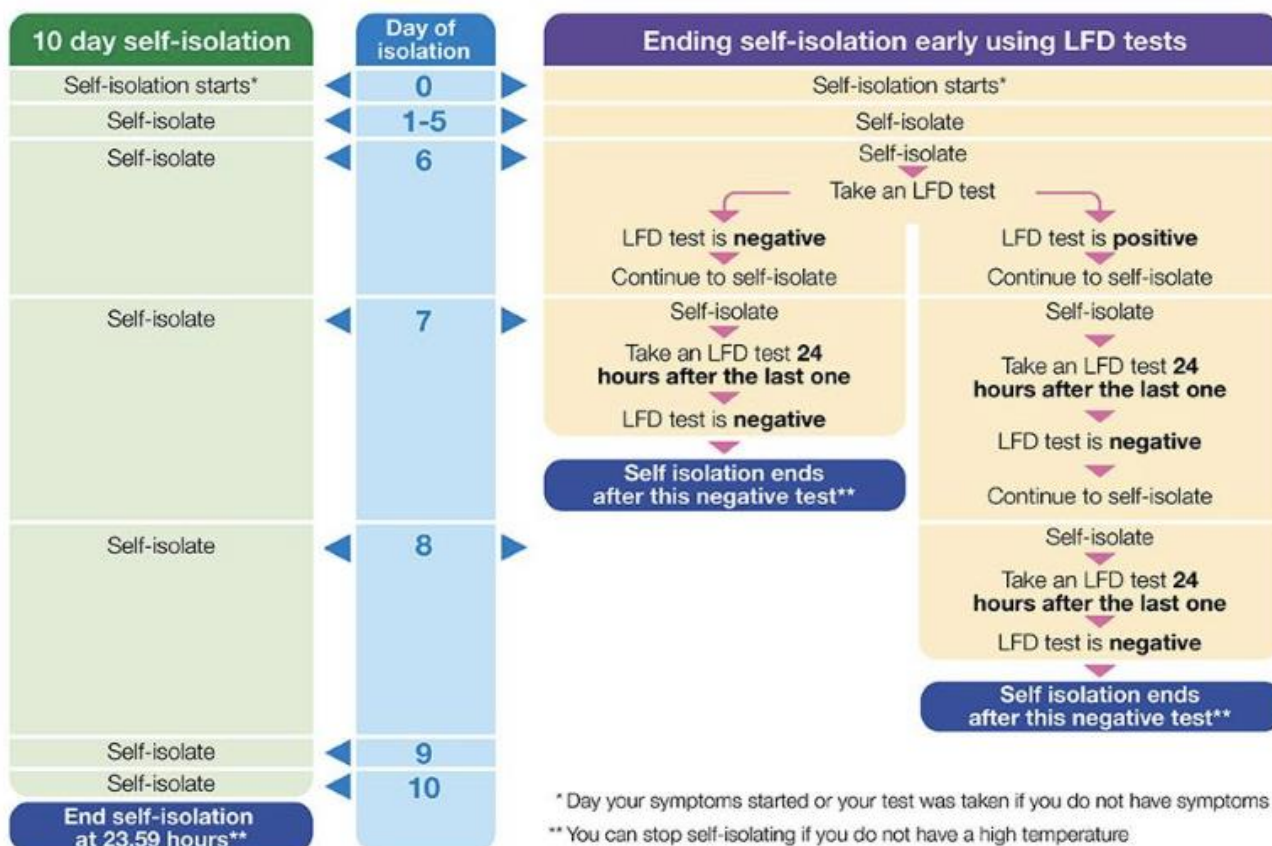 10 day self-isolation
Day of
isolation
Ending self-isolation early using LFD tests
Self-isolation starts*
0
Self-isolation starts*
Self-isolate
1-5
Self-isolate
Self-isolate
6
Self-isolate
Take an LFD test
LFD test is negative
Continue to self-isolate
LFD test is positive
Continue to self-isolate
Self-isolate
7
Self-isolate
Take an LFD test 24
hours after the last one
LFD test is negative
Self isolation ends
after this negative test**
Self-isolate
Take an LFD test 24
hours after the last one
LFD test is negative
Continue to self-isolate
Self-isolate
8
Self-isolate
Take an LFD test 24
hours after the last one
LFD test is negative
Self isolation ends
after this negative test**
Self-isolate
9
Self-isolate
10
End self-isolation
at 23.59 hours**
* Day your symptoms started or your test was taken if you do not have symptoms
** You can stop self-isolating if you do not have a high temperature